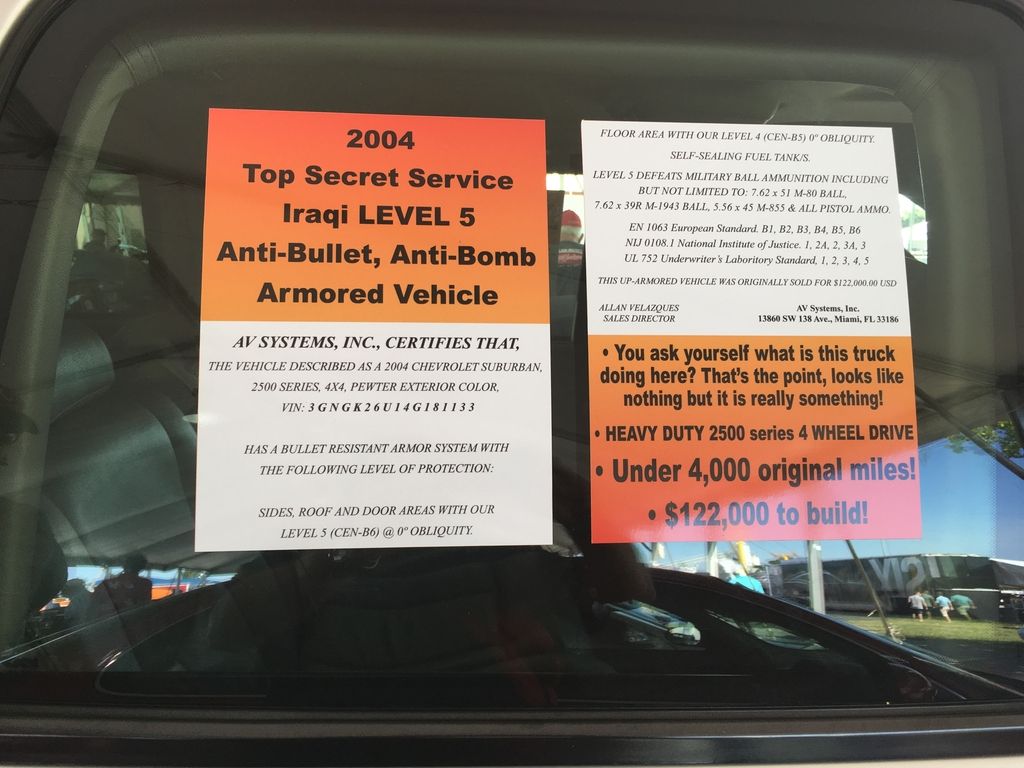 2004
Top Secret Service
Iraqi LEVEL 5
Anti-Bullet, Anti-Bomb
Armored Vehicle
AV SYSTEMS, INC., CERTIFIES THAT,
THE VEHICLE DESCRIBED AS A 2004 CHEVROLET SUBURBAN,
2500 SERIES, 4X4, PEWTER EXTERIOR COLOR,
VIN: 3GNGK26U14G181133
HAS A BULLET RESISTANT ARMOR SYSTEM WITH
THE FOLLOWING LEVEL OF PROTECTION:
SIDES, ROOF AND DOOR AREAS WITH OUR
LEVEL 5 (CEN-B6) @ 0º OBLIQUITY.
FLOOR AREA WITH OUR LEVEL 4 (CEN-B5) 0º OBLIQUITY.
SELF-SEALING FUEL TANK/S.
LEVEL 5 DEFEATS MILITARY BALL AMMUNITION INCLUDING
BUT NOT LIMITED TO: 7.62 x 51 M-80 BALL,
7.62 x 39R M-1943 BALL, 5.56 x 45 M-855 & ALL PISTOL AMMO.
EN 1063 European Standard. B1, B2, B3, B4, B5, B6
NIJ 0108.1 National Institute of Justice. 1, 2A, 2, 3A, 3
UL 752 Underwriter's Laboritory Standard, 1, 2, 3, 4, 5
THIS UP-ARMORED VEHICLE WAS ORIGINALLY SOLD FOR $122,000.00 USD
ALLAN VELAZQUES AV Systems, Inc.
SALES DIRECTOR 13860 SW 138 Ave., Miami, FL 33186
• You ask yourself what is this truck
doing here? That's the point, looks like
nothing but it is really something!
• HEAVY DUTY 2500 series 4 WHEEL DRIVE
• Under 4,000 original miles!
• $122,000 to build!